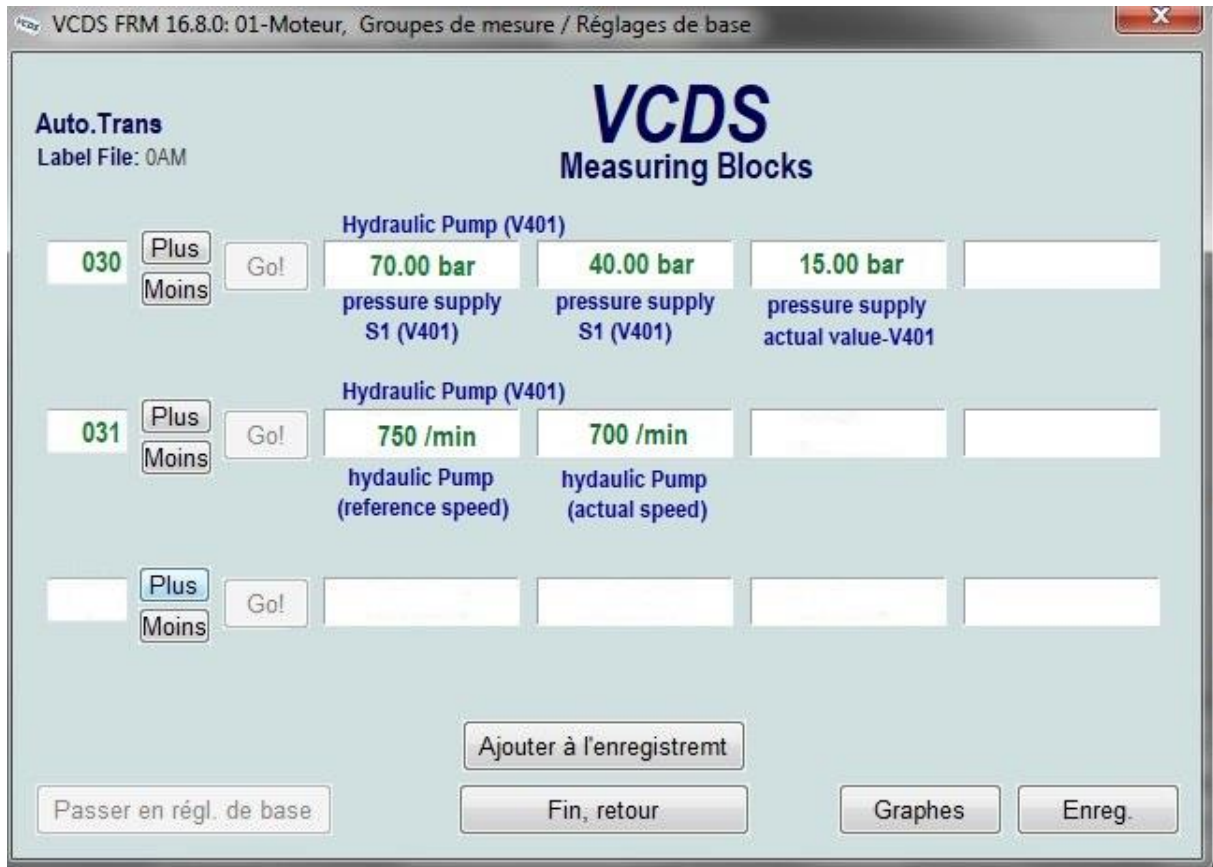 VCDS FRM 16.8.0: 01-Moteur, Groupes de mesure / Réglages de base
X
Auto.Trans
Label File: 0AM
VCDS
Measuring Blocks
Hydraulic Pump (V401)
030 Plus Moins Go! 70.00 bar 40.00 bar 15.00 bar
pressure supply pressure supply pressure supply
S1 (V401) S1 (V401) actual value-V401
Hydraulic Pump (V401)
031 Plus Moins Go! 750 /min 700 /min
hydaulic Pump hydaulic Pump
(reference speed) (actual speed)
Plus
Go!
Moins
Ajouter à l'enregistremt
Passer en régl. de base Fin, retour Graphes Enreg.